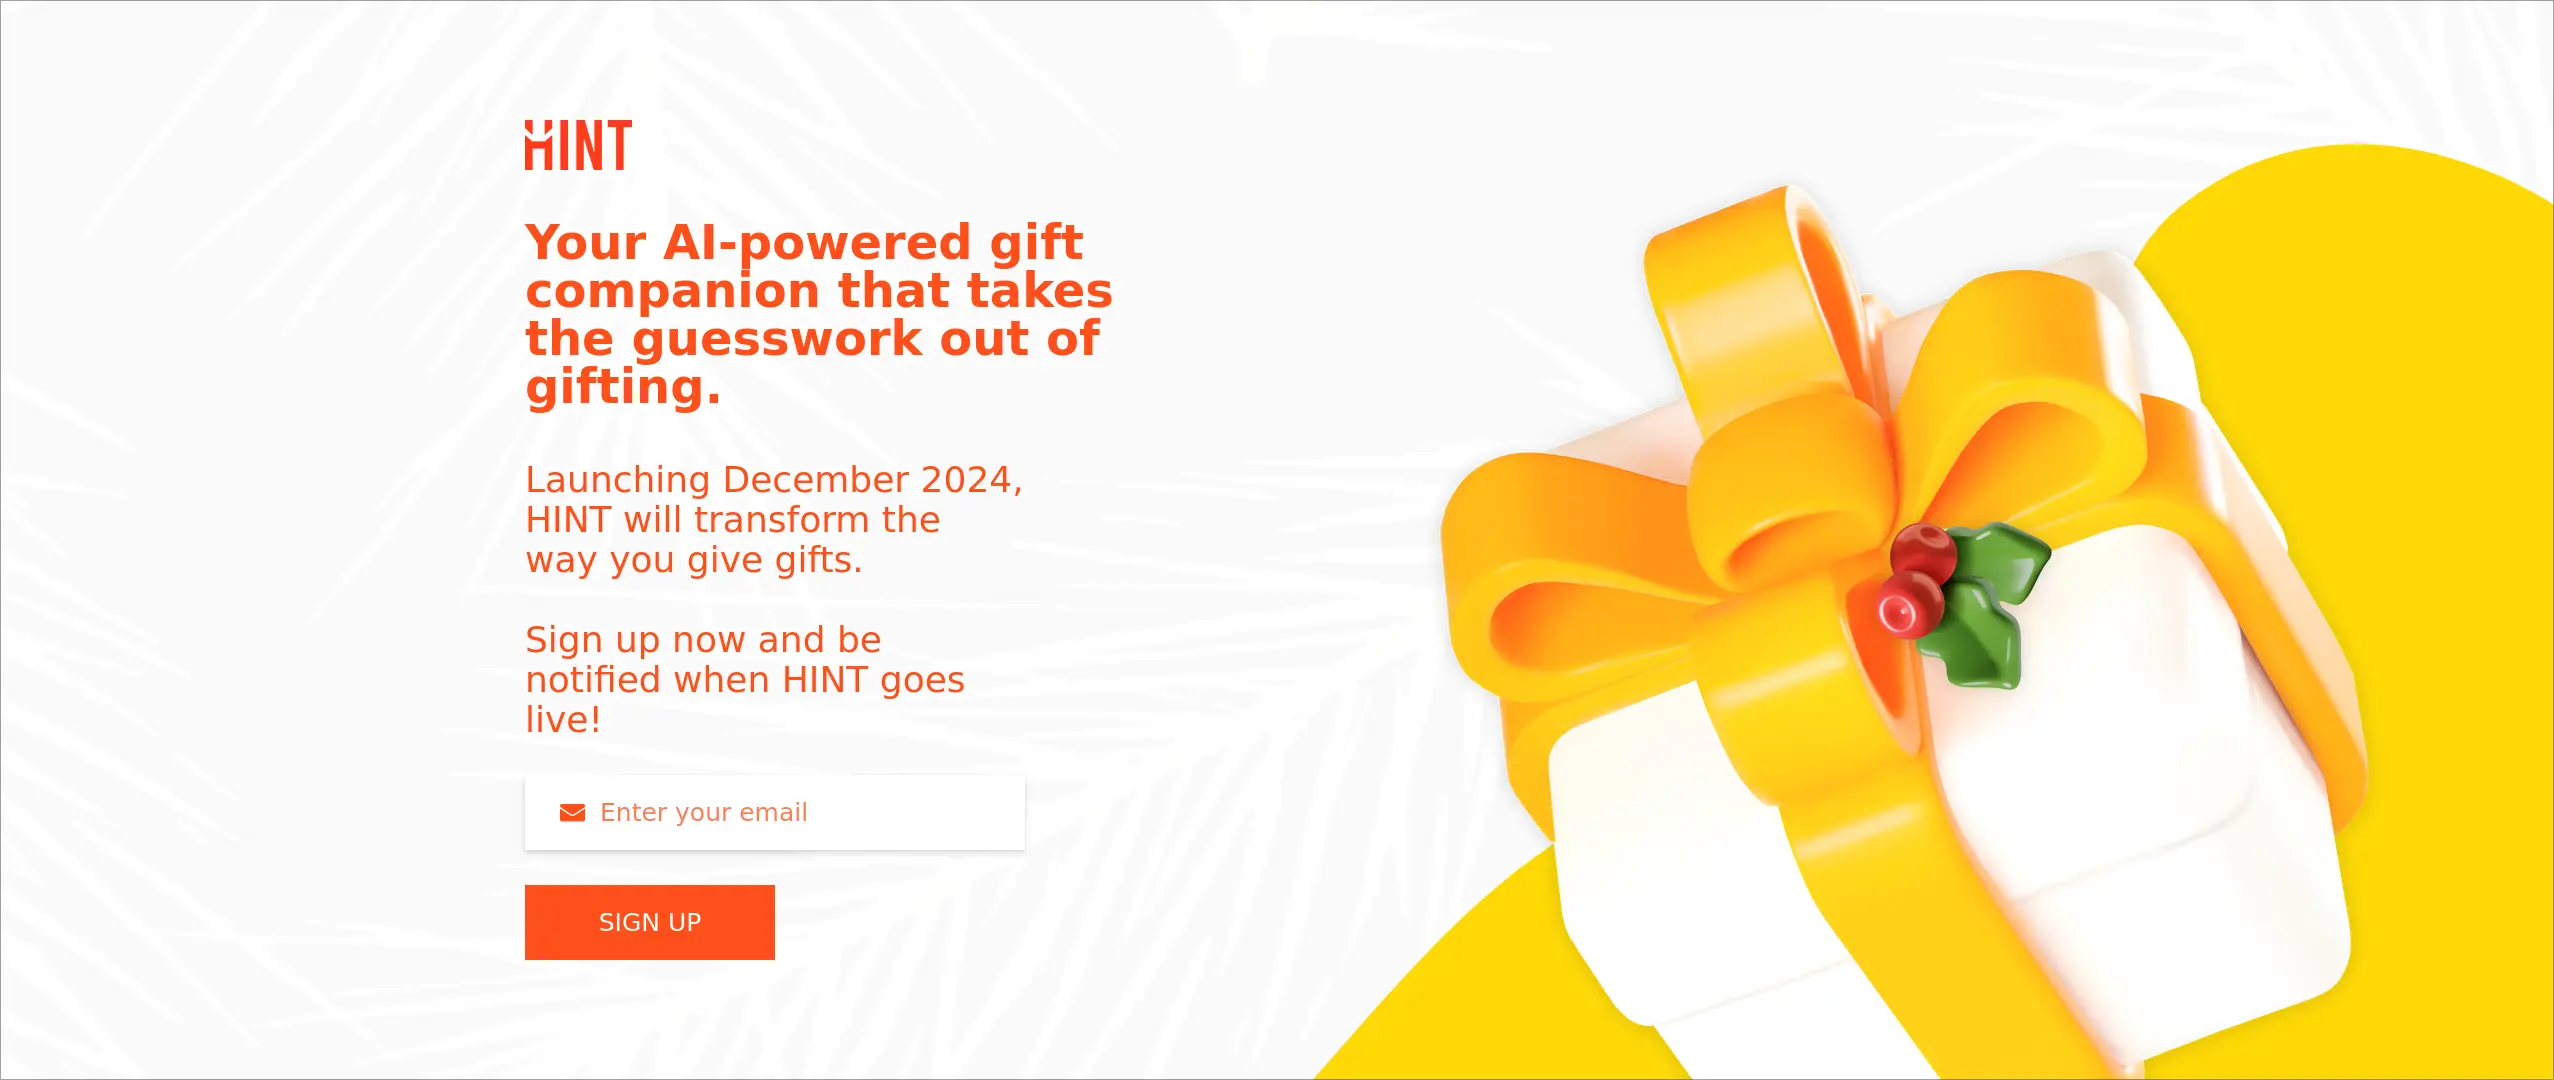 HINT
Your AI-powered gift
companion that takes
the guesswork out of
gifting.
Launching December 2024,
HINT will transform the
way you give gifts.
Sign up now and be
notified when HINT goes
live!
Enter your email
SIGN UP